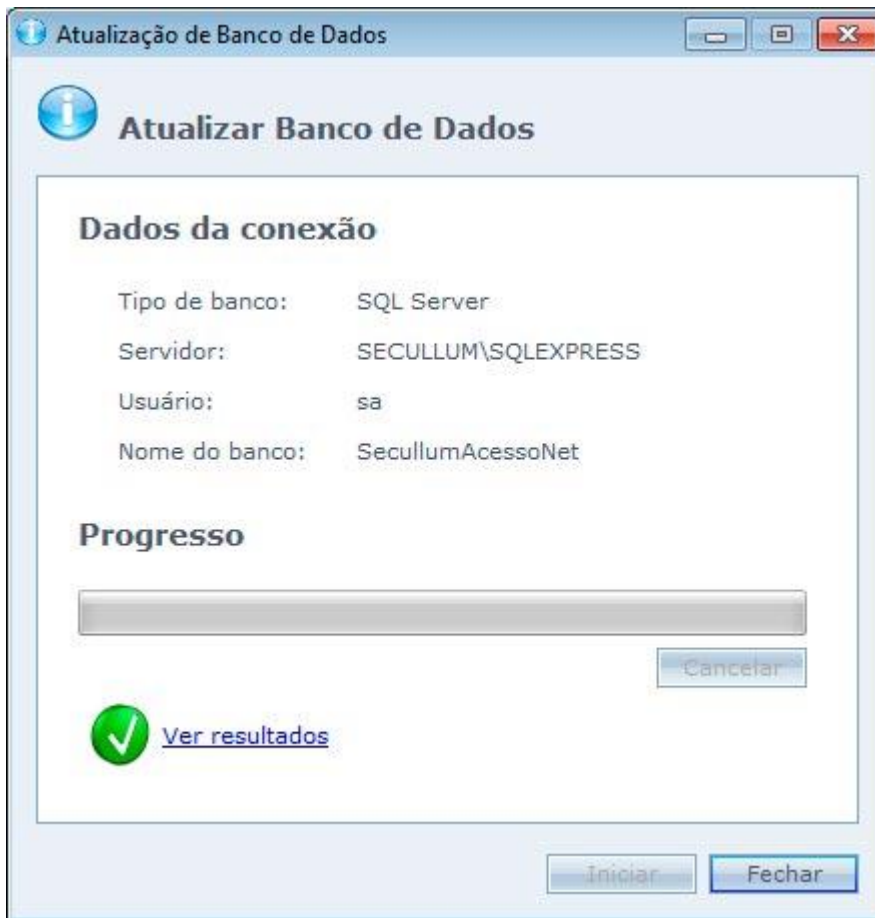 Atualização de Banco de Dados
Atualizar Banco de Dados
Dados da conexão
Tipo de banco: SQL Server
Servidor: SECULLUM\SQLEXPRESS
Usuário: sa
Nome do banco: SecullumAcessoNet
Progresso
Cancelar
Ver resultados
Iniciar Fechar